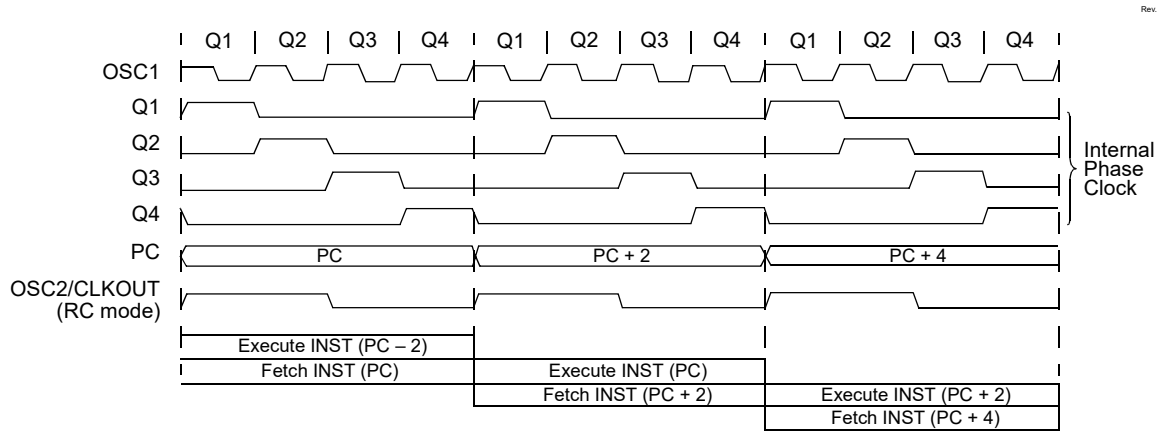 Rev.
Q1 Q2 Q3 Q4 Q1 Q2 Q3 Q4 Q1 Q2 Q3 Q4
OSC1
Q1
Q2
Q3
Q4
Internal
Phase
Clock
PC PC PC + 2 PC + 4
OSC2/CLKOUT
(RC mode)
Execute INST (PC – 2)
Fetch INST (PC) Execute INST (PC)
Fetch INST (PC + 2) Execute INST (PC + 2)
Fetch INST (PC + 4)